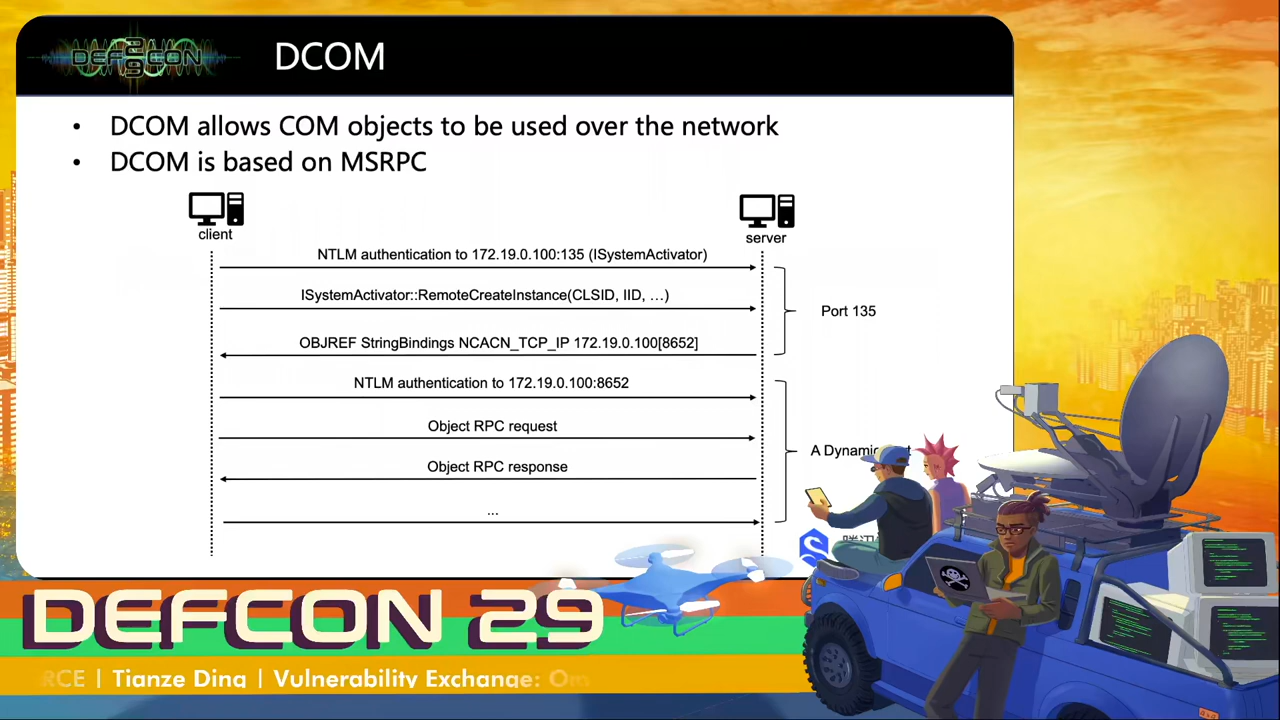 DEFCON
29
DCOM
• DCOM allows COM objects to be used over the network
• DCOM is based on MSRPC
client
server
NTLM authentication to 172.19.0.100:135 (ISystemActivator)
ISystemActivator::RemoteCreateInstance(CLSID, IID, …)
Port 135
OBJREF StringBindings NCACN_TCP_IP 172.19.0.100[8652]
NTLM authentication to 172.19.0.100:8652
Object RPC request
A Dynamic
Object RPC response
...
DEFCON 29
RCE | Tianze Ding | Vulnerability Exchange: One